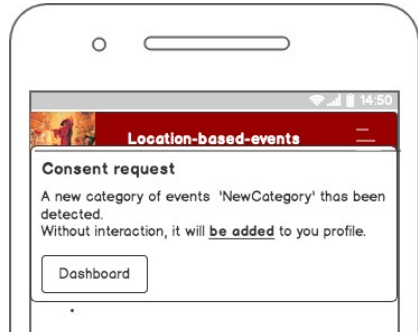 14:50
Location-based-events
Consent request
A new category of events 'NewCategory' thas been
detected.
Without interaction, it will be added to you profile.
Dashboard